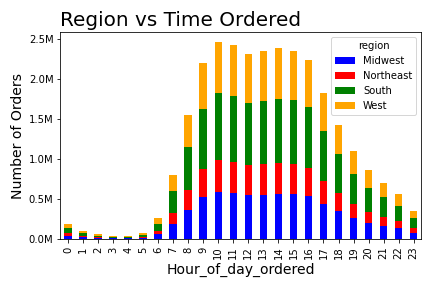 Region vs Time Ordered
2.5M
2.0M
1.5M
1.0M
0.5M
0.0M
Number of Orders
region
Midwest
Northeast
South
West
0 1 2 3 4 5 6 7 8 9 10 11 12 13 14 15 16 17 18 19 20 21 22 23
Hour_of_day_ordered